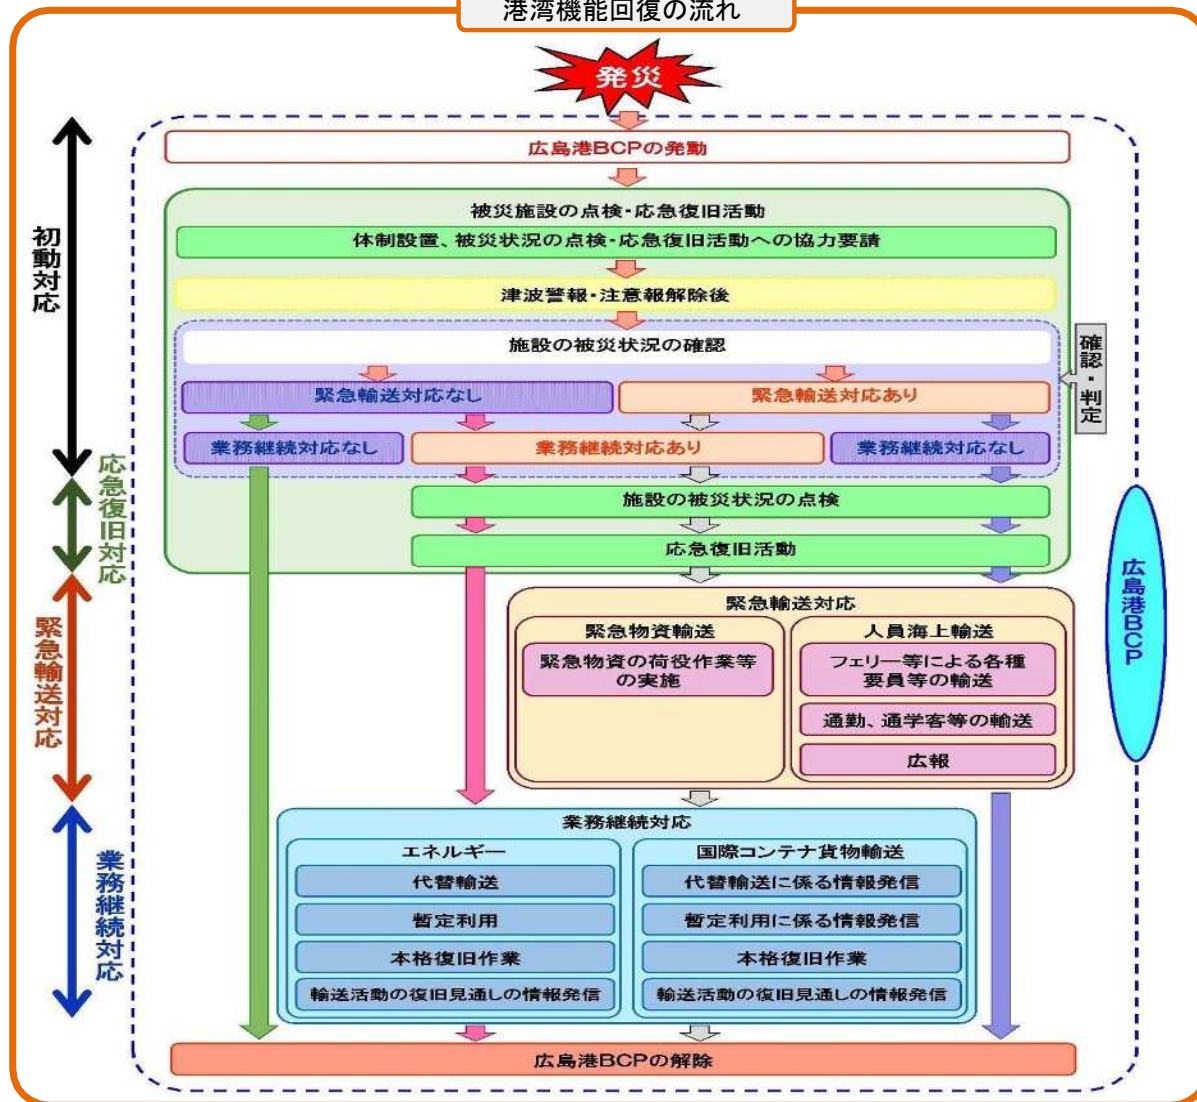 港湾機能回復の流れ
発災
広島港BCPの発動
被災施設の点検・応急復旧活動
体制設置、被災状況の点検・応急復旧活動への協力要請
津波警報・注意報解除後
施設の被災状況の確認
緊急輸送対応なし
緊急輸送対応あり
業務継続対応なし
業務継続対応あり
業務継続対応なし
確認・判定
施設の被災状況の点検
応急復旧活動
緊急輸送対応
緊急物資輸送
緊急物資の荷役作業等
の実施
人員海上輸送
フェリー等による各種
要員等の輸送
通勤、通学客等の輸送
広報
業務継続対応
エネルギー
代替輸送
暫定利用
本格復旧作業
輸送活動の復旧見通しの情報発信
国際コンテナ貨物輸送
代替輸送に係る情報発信
暫定利用に係る情報発信
本格復旧作業
輸送活動の復旧見通しの情報発信
広島港BCPの解除
初動対応
応急復旧対応
緊急輸送対応
業務継続対応
広島港BCP